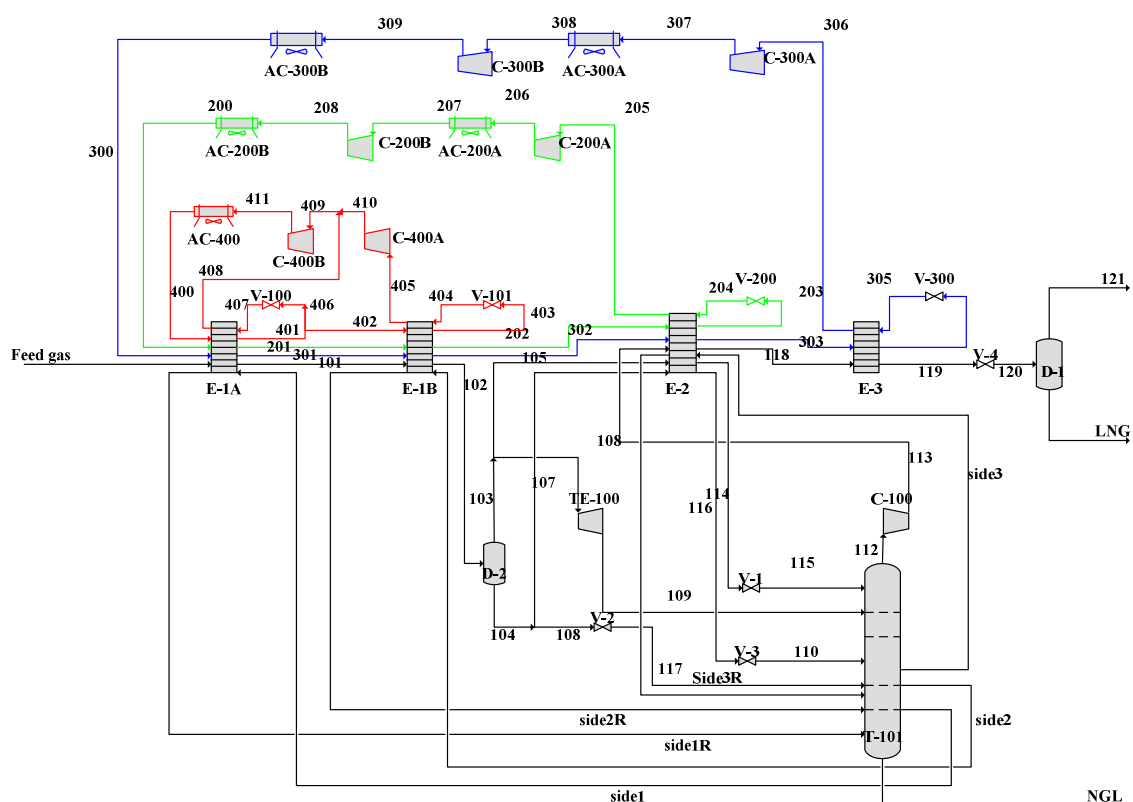 309
308
307
306
AC-300B
C-300B
AC-300A
C-300A
200
208
207
206
205
300
AC-200B
C-200B
AC-200A
C-200A
411
409
410
AC-400
C-400B
C-400A
408
400
407
V-100
406
405
404
V-101
403
204
V-200
203
305
V-300
121
401
402
202
302
303
201
301
101
105
118
Feed gas
E-1A
E-1B
102
E-2
E-3
119
V-4
120
D-1
LNG
108
113
side3
103
107
114
116
TE-100
C-100
112
D-2
V-1
115
109
104
108
V-2
V-3
110
117
Side3R
side2R
side1R
T-101
side2
side1
NGL